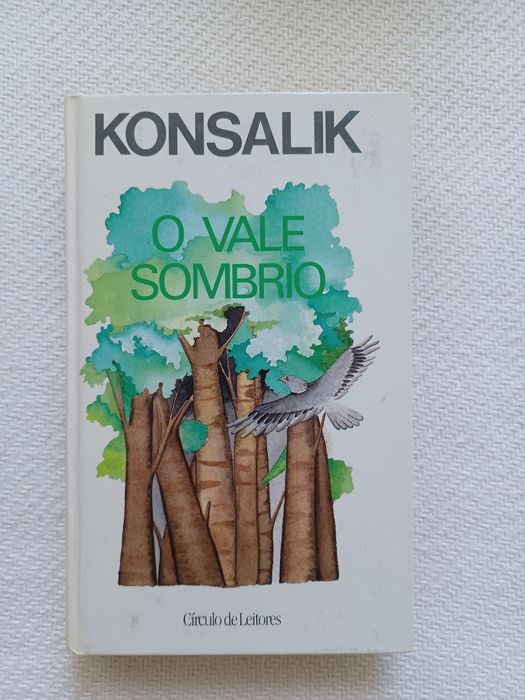 KONSALIK
O VALE
SOMBRIO
Círculo de Leitores